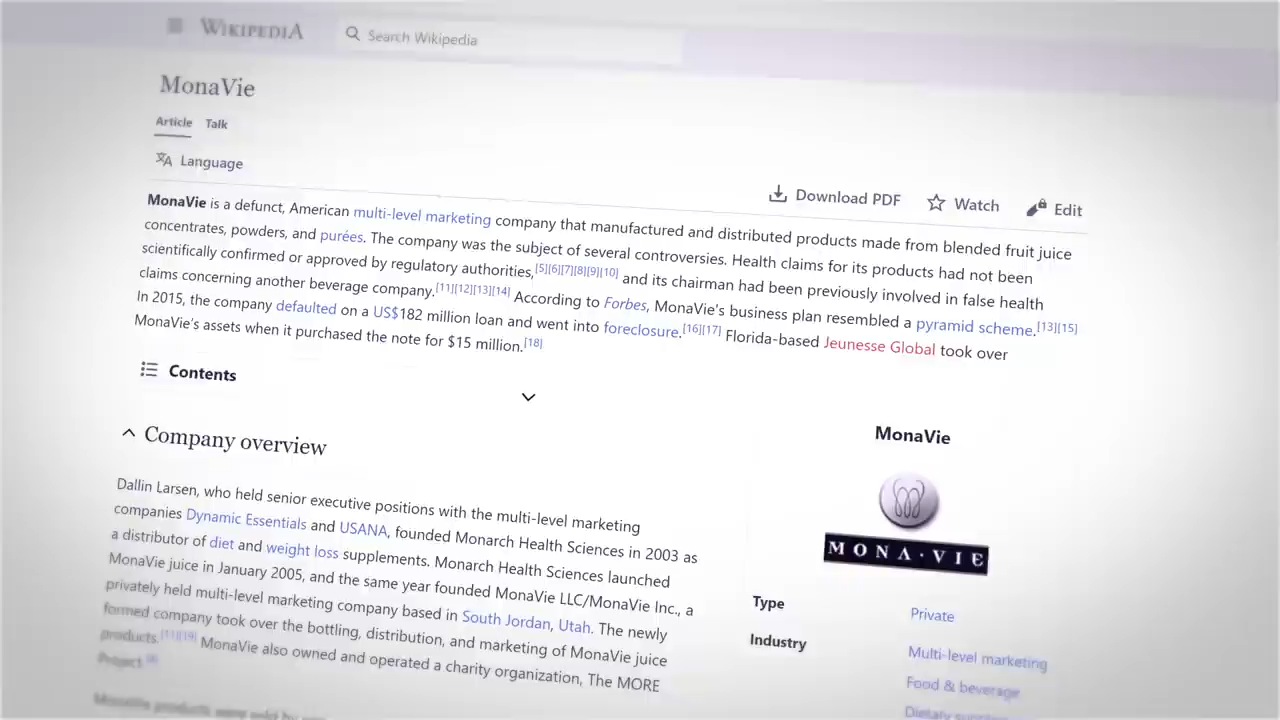 WIKIPEDIA
Search Wikipedia
MonaVie
Article Talk
Language
Download PDF Watch Edit
MonaVie is a defunct, American multi-level marketing company that manufactured and distributed products made from blended fruit juice
concentrates, powders, and purées. The company was the subject of several controversies. Health claims for its products had not been
scientifically confirmed or approved by regulatory authorities,[5][6][7][8][9][10] and its chairman had been previously involved in false health
claims concerning another beverage company.[11][12][13][14] According to Forbes, MonaVie's business plan resembled a pyramid scheme.[13][15]
In 2015, the company defaulted on a US$182 million loan and went into foreclosure.[16][17] Florida-based Jeunesse Global took over
MonaVie's assets when it purchased the note for $15 million.[18]
Contents
Company overview
Dallin Larsen, who held senior executive positions with the multi-level marketing
companies Dynamic Essentials and USANA, founded Monarch Health Sciences in 2003 as
a distributor of diet and weight loss supplements. Monarch Health Sciences launched
MonaVie juice in January 2005, and the same year founded MonaVie LLC/MonaVie Inc., a
privately held multi-level marketing company based in South Jordan, Utah. The newly
formed company took over the bottling, distribution, and marketing of MonaVie juice
products.[11][19] MonaVie also owned and operated a charity organization, The MORE
Project.
MonaVie products were sold by
MonaVie
MONA·VIE
Type Private
Industry Multi-level marketing
Food & beverage
Dietary